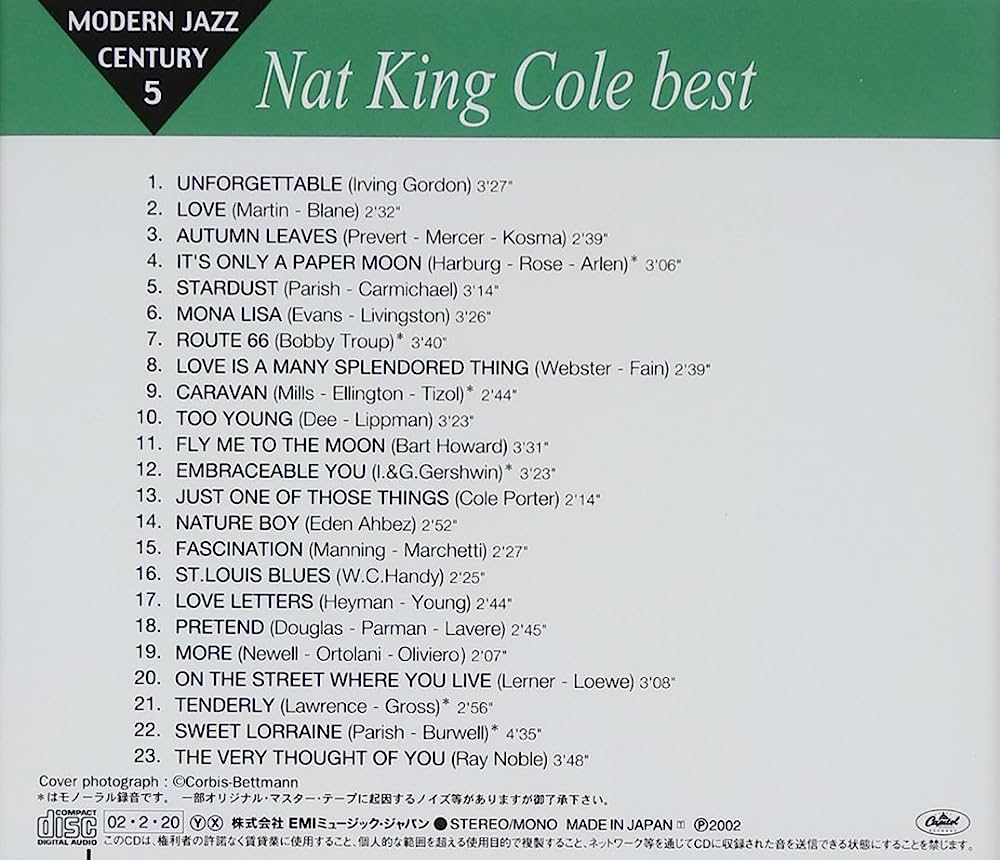 MODERN JAZZ
CENTURY
5
Nat King Cole best
1. UNFORGETTABLE (Irving Gordon) 3'27"
2. LOVE (Martin - Blane) 2'32"
3. AUTUMN LEAVES (Prevert - Mercer - Kosma) 2'39"
4. IT'S ONLY A PAPER MOON (Harburg - Rose - Arlen)* 3'06"
5. STARDUST (Parish - Carmichael) 3'14"
6. MONA LISA (Evans - Livingston) 3'26"
7. ROUTE 66 (Bobby Troup)* 3'40"
8. LOVE IS A MANY SPLENDORED THING (Webster - Fain) 2'39"
9. CARAVAN (Mills - Ellington - Tizol)* 2'44"
10. TOO YOUNG (Dee - Lippman) 3'23"
11. FLY ME TO THE MOON (Bart Howard) 3'31"
12. EMBRACEABLE YOU (I.&G.Gershwin)* 3'23"
13. JUST ONE OF THOSE THINGS (Cole Porter) 2'14"
14. NATURE BOY (Eden Ahbez) 2'52"
15. FASCINATION (Manning - Marchetti) 2'27"
16. ST.LOUIS BLUES (W.C.Handy) 2'25"
17. LOVE LETTERS (Heyman - Young) 2'44"
18. PRETEND (Douglas - Parman - Lavere) 2'45"
19. MORE (Newell - Ortolani - Oliviero) 2'07"
20. ON THE STREET WHERE YOU LIVE (Lerner - Loewe) 3'08"
21. TENDERLY (Lawrence - Gross)* 2'56"
22. SWEET LORRAINE (Parish - Burwell)* 4'35"
23. THE VERY THOUGHT OF YOU (Ray Noble) 3'48"
Cover photograph : ©Corbis-Bettmann
*はモノーラル録音です。 一部オリジナル・マスター・テープに起因するノイズ等がありますが御了承下さい。
COMPACT disc DIGITAL AUDIO 02・2・20 Ⓨ Ⓧ 株式会社 EMIミュージック・ジャパン ●STEREO/MONO MADE IN JAPAN ℗2002 Capitol
このCDは、権利者の許諾なく賃貸業に使用すること、個人的な範囲を超える使用目的で複製すること、ネットワーク等を通じてCDに収録された音を送信できる状態にすることを禁じます。